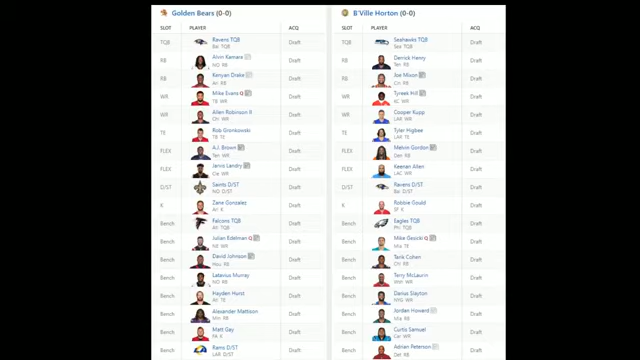 Golden Bears (0-0)
SLOT PLAYER ACQ
TQB Ravens TQB Draft
Bal TQB
RB Alvin Kamara Draft
NO RB
RB Kenyan Drake Draft
Ari RB
WR Mike Evans Q Draft
TB WR
WR Allen Robinson II Draft
Chi WR
TE Rob Gronkowski Draft
TB TE
FLEX A.J. Brown Draft
Ten WR
FLEX Jarvis Landry Draft
Cle WR
D/ST Saints D/ST Draft
NO D/ST
K Zane Gonzalez Draft
Ari K
Bench Falcons TQB Draft
Atl TQB
Bench Julian Edelman Q Draft
NE WR
Bench David Johnson Draft
Hou RB
Bench Latavius Murray Draft
NO RB
Bench Hayden Hurst Draft
Atl TE
Bench Alexander Mattison Draft
Min RB
Bench Matt Gay Draft
FA K
Bench Rams D/ST Draft
LAR D/ST
B'Ville Horton (0-0)
SLOT PLAYER ACQ
TQB Seahawks TQB Draft
Sea TQB
RB Derrick Henry Draft
Ten RB
RB Joe Mixon Draft
Cin RB
WR Tyreek Hill Draft
KC WR
WR Cooper Kupp Draft
LAR WR
TE Tyler Higbee Draft
LAR TE
FLEX Melvin Gordon Draft
Den RB
FLEX Keenan Allen Draft
LAC WR
D/ST Ravens D/ST Draft
Bal D/ST
K Robbie Gould Draft
SF K
Bench Eagles TQB Draft
Phi TQB
Bench Mike Gesicki Q Draft
Mia TE
Bench Tarik Cohen Draft
Chi RB
Bench Terry McLaurin Draft
WR
Bench Darius Slayton Draft
NYG WR
Bench Jordan Howard Draft
Mia RB
Bench Curtis Samuel Draft
Car WR
Bench Adrian Peterson Draft
Det RB